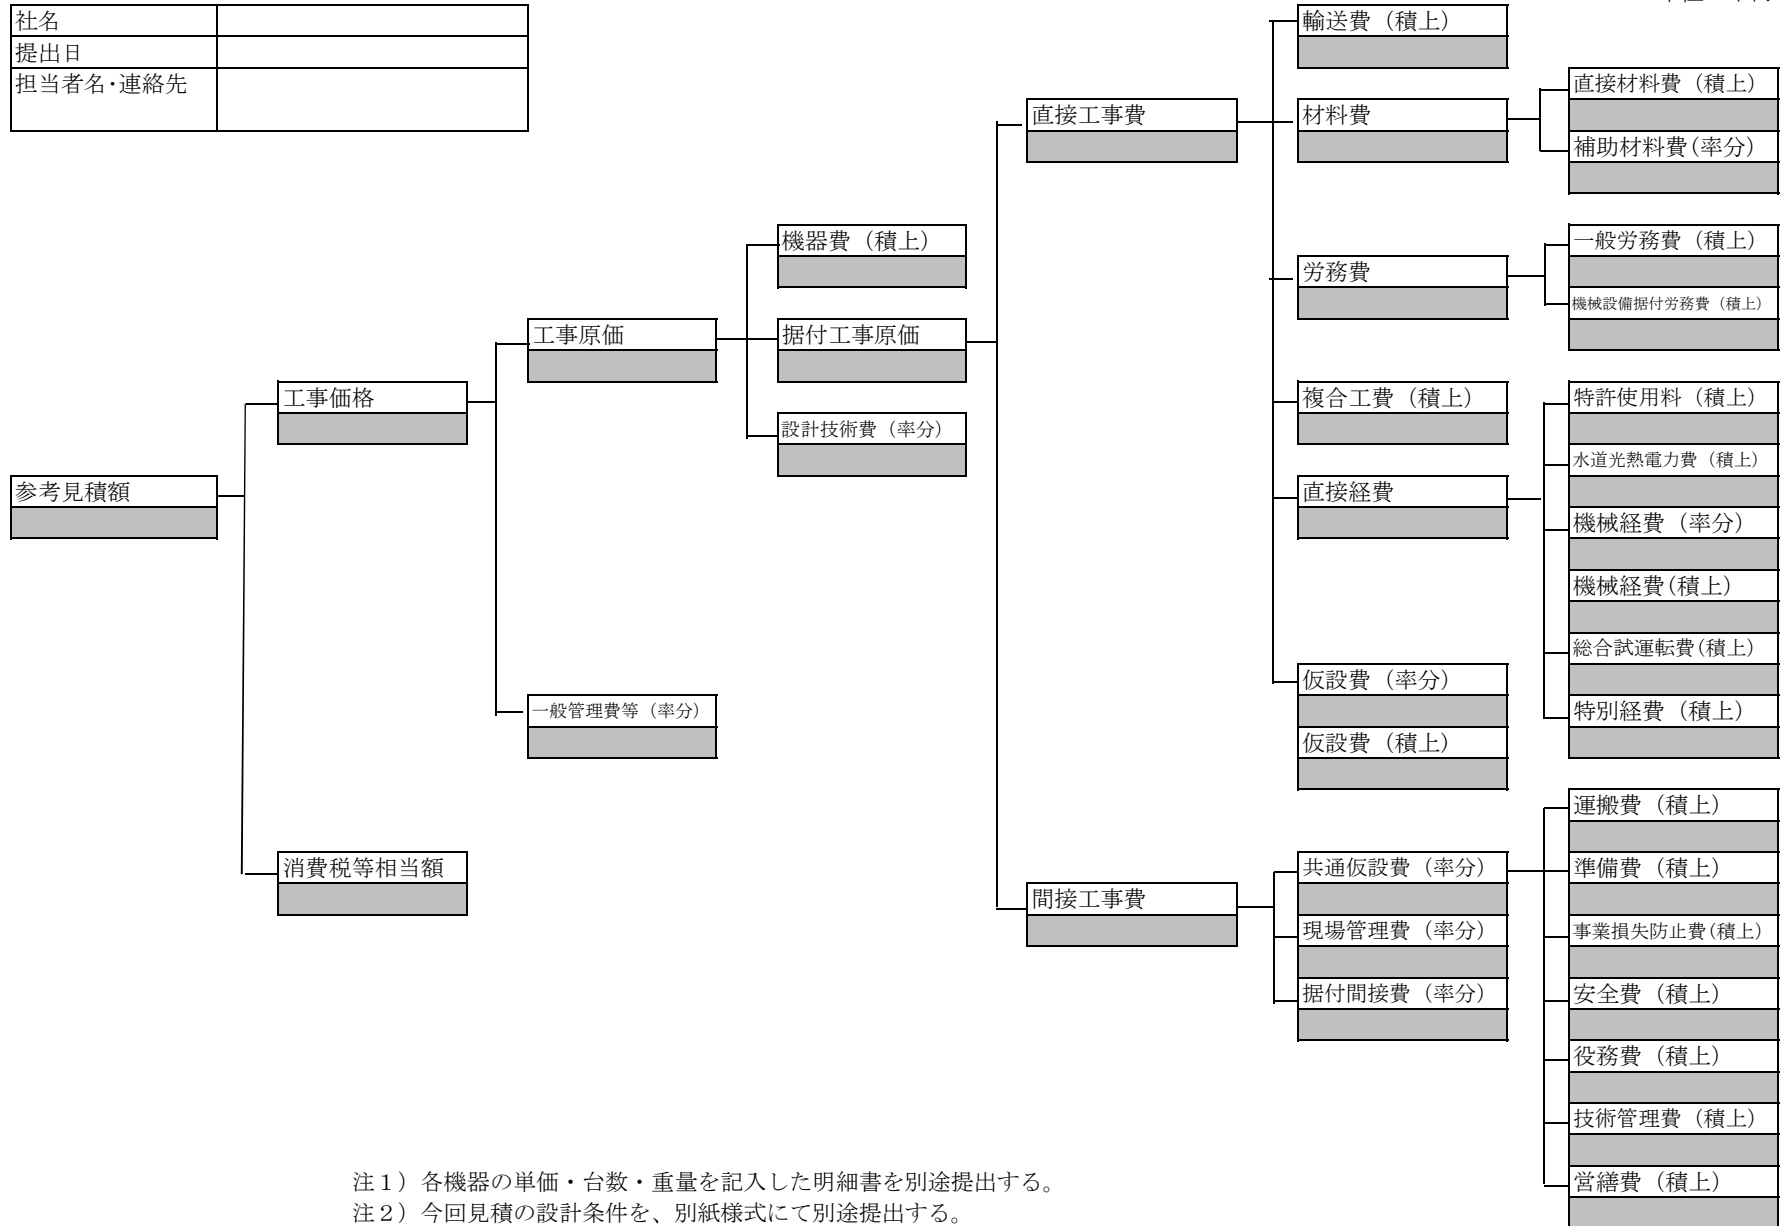 社名
提出日
担当者名・連絡先
参考見積額
工事価格
消費税等相当額
工事原価
一般管理費等（率分）
機器費（積上）
据付工事原価
設計技術費（率分）
直接工事費
間接工事費
輸送費（積上）
材料費
労務費
複合工費（積上）
直接経費
仮設費（率分）
仮設費（積上）
共通仮設費（率分）
現場管理費（率分）
据付間接費（率分）
直接材料費（積上）
補助材料費(率分）
一般労務費（積上）
機械設備据付労務費（積上）
特許使用料（積上）
水道光熱電力費（積上）
機械経費（率分）
機械経費(積上）
総合試運転費(積上）
特別経費（積上）
運搬費（積上）
準備費（積上）
事業損失防止費(積上）
安全費（積上）
役務費（積上）
技術管理費（積上）
営繕費（積上）
注１）各機器の単価・台数・重量を記入した明細書を別途提出する。
注２）今回見積の設計条件を、別紙様式にて別途提出する。